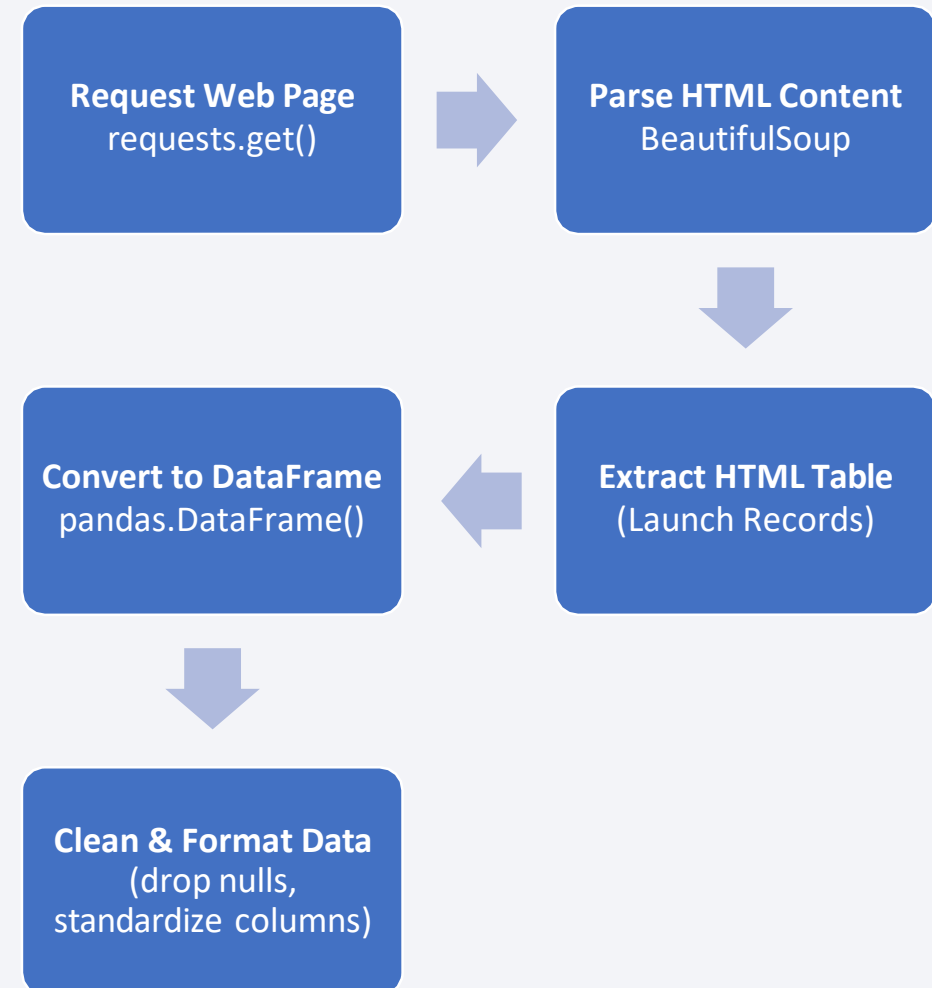 Request Web Page
requests.get()
Parse HTML Content
BeautifulSoup
Extract HTML Table
(Launch Records)
Convert to DataFrame
pandas.DataFrame()
Clean & Format Data
(drop nulls,
standardize columns)